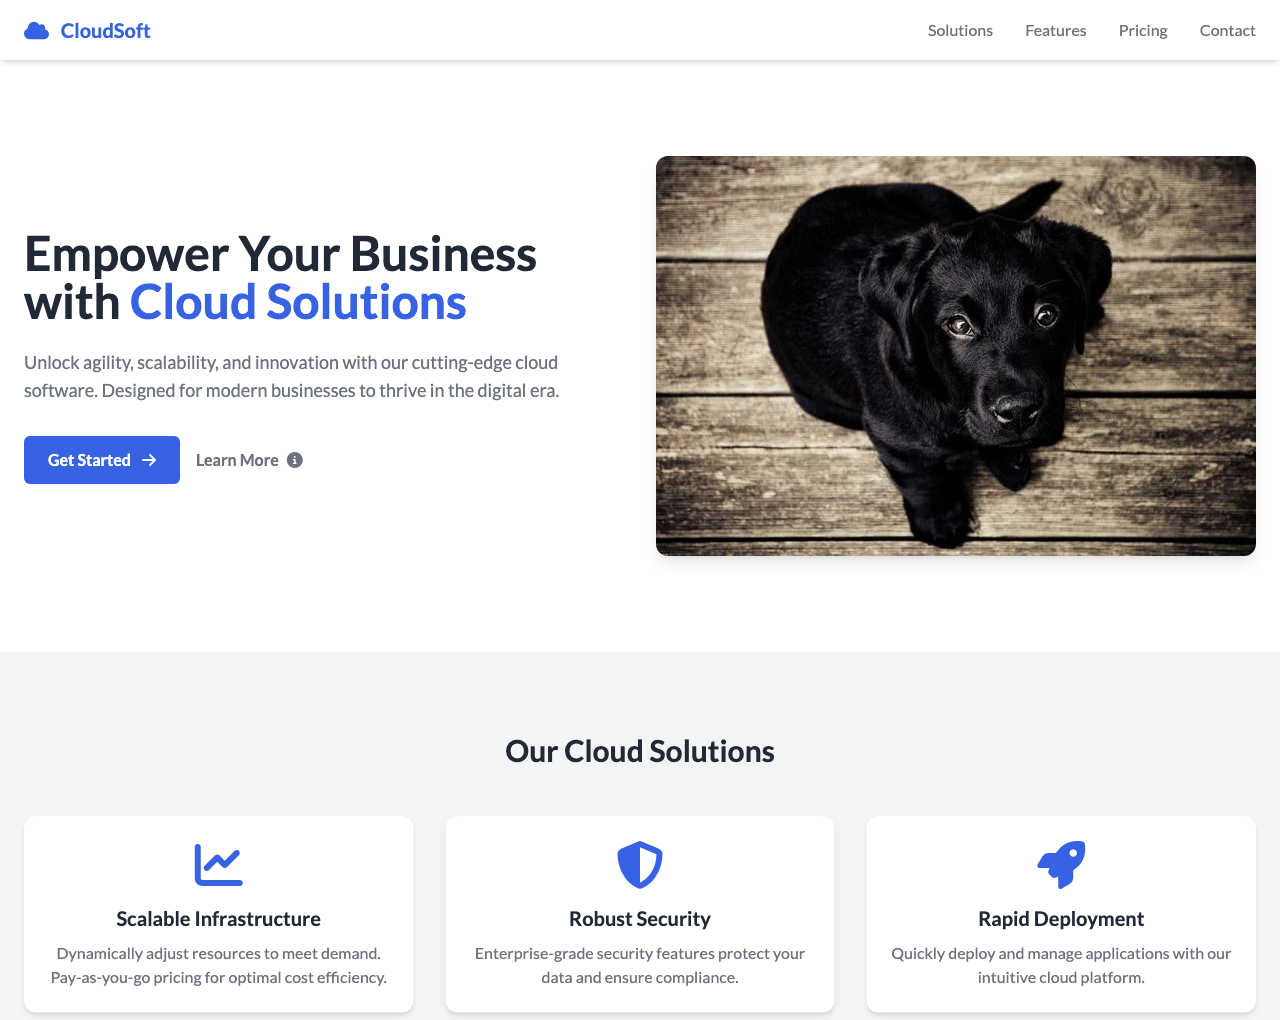 CloudSoft
Solutions
Features
Pricing
Contact
Empower Your Business
with Cloud Solutions
Unlock agility, scalability, and innovation with our cutting-edge cloud
software. Designed for modern businesses to thrive in the digital era.
Get Started
Learn More
Our Cloud Solutions
Scalable Infrastructure
Dynamically adjust resources to meet demand.
Pay-as-you-go pricing for optimal cost efficiency.
Robust Security
Enterprise-grade security features protect your
data and ensure compliance.
Rapid Deployment
Quickly deploy and manage applications with our
intuitive cloud platform.